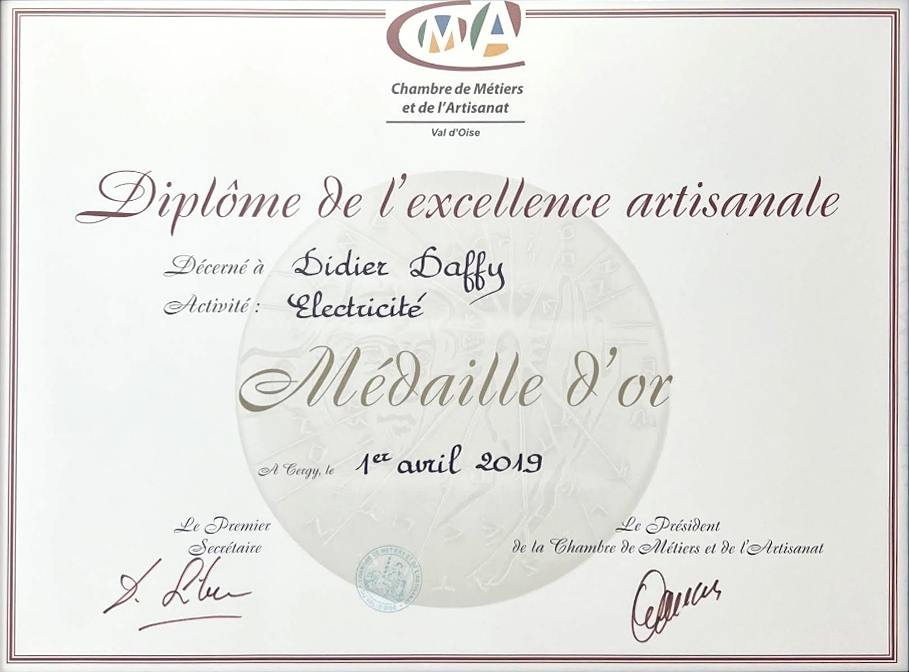 CMA
Chambre de Métiers
et de l'Artisanat
Val d'Oise
Diplôme de l'excellence artisanale
Décerné à Didier Daffy
Activité : Electricité
Médaille d'or
A Cergy, le 1er avril 2019
Le Premier
Secrétaire
Le Président
de la Chambre de Métiers et de l'Artisanat